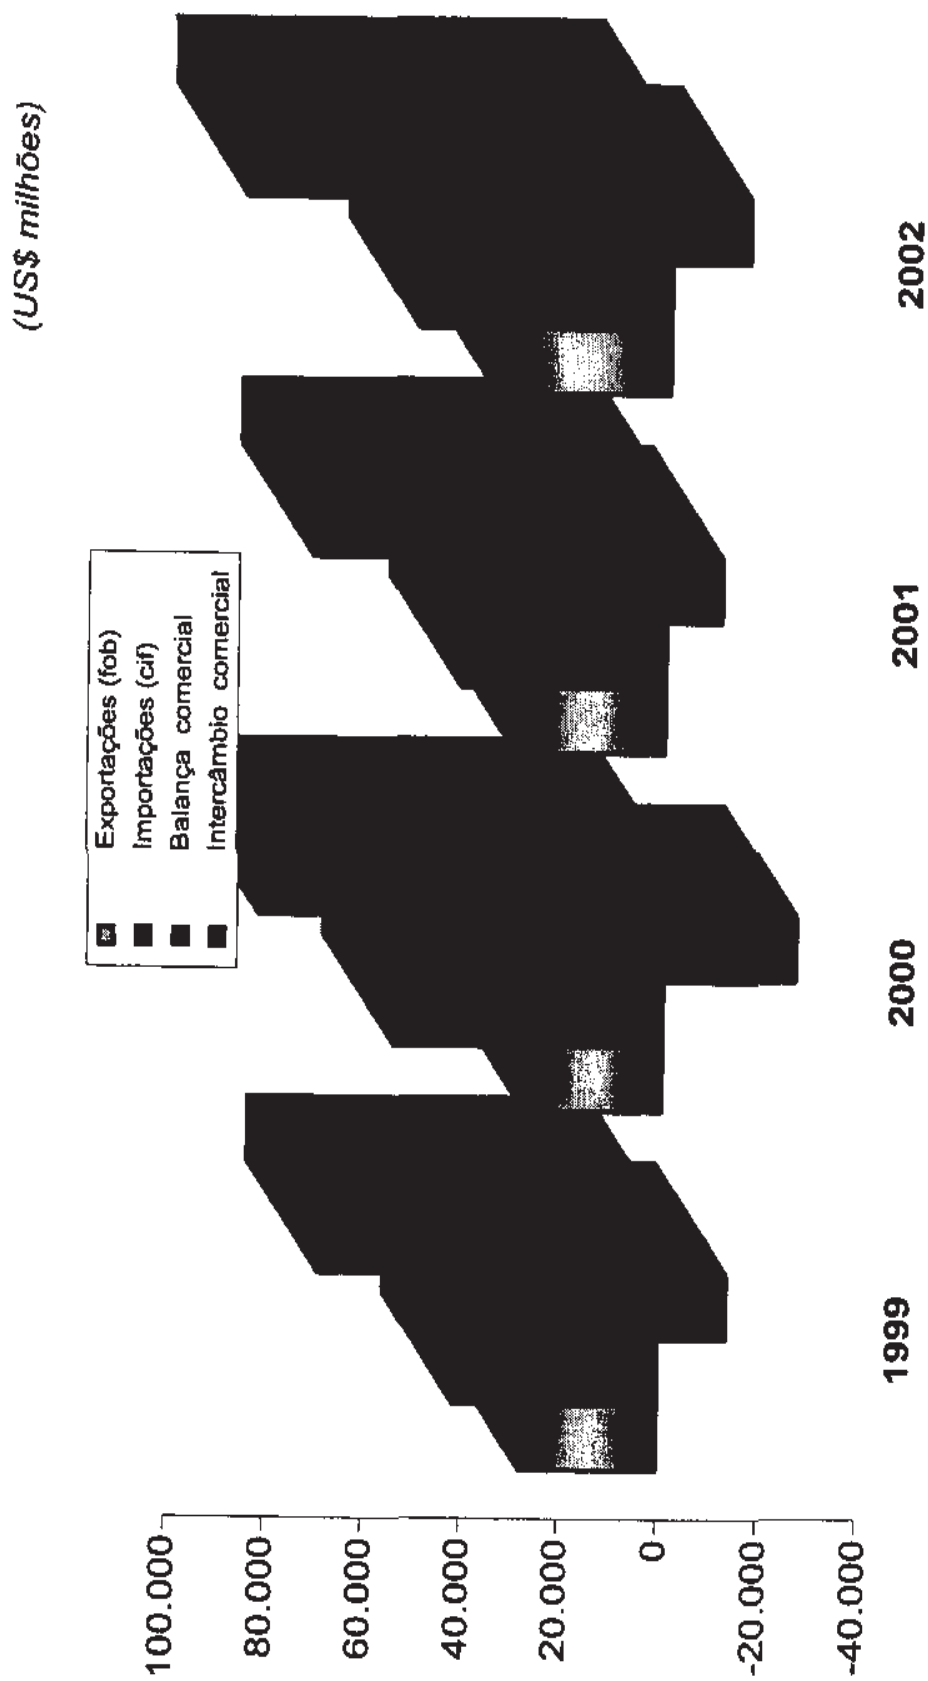 (US$ milhões)
Exportações (fob)
Importações (cif)
Balança comercial
Intercâmbio comercial
100.000
80.000
60.000
40.000
20.000
0
-20.000
-40.000
1999
2000
2001
2002